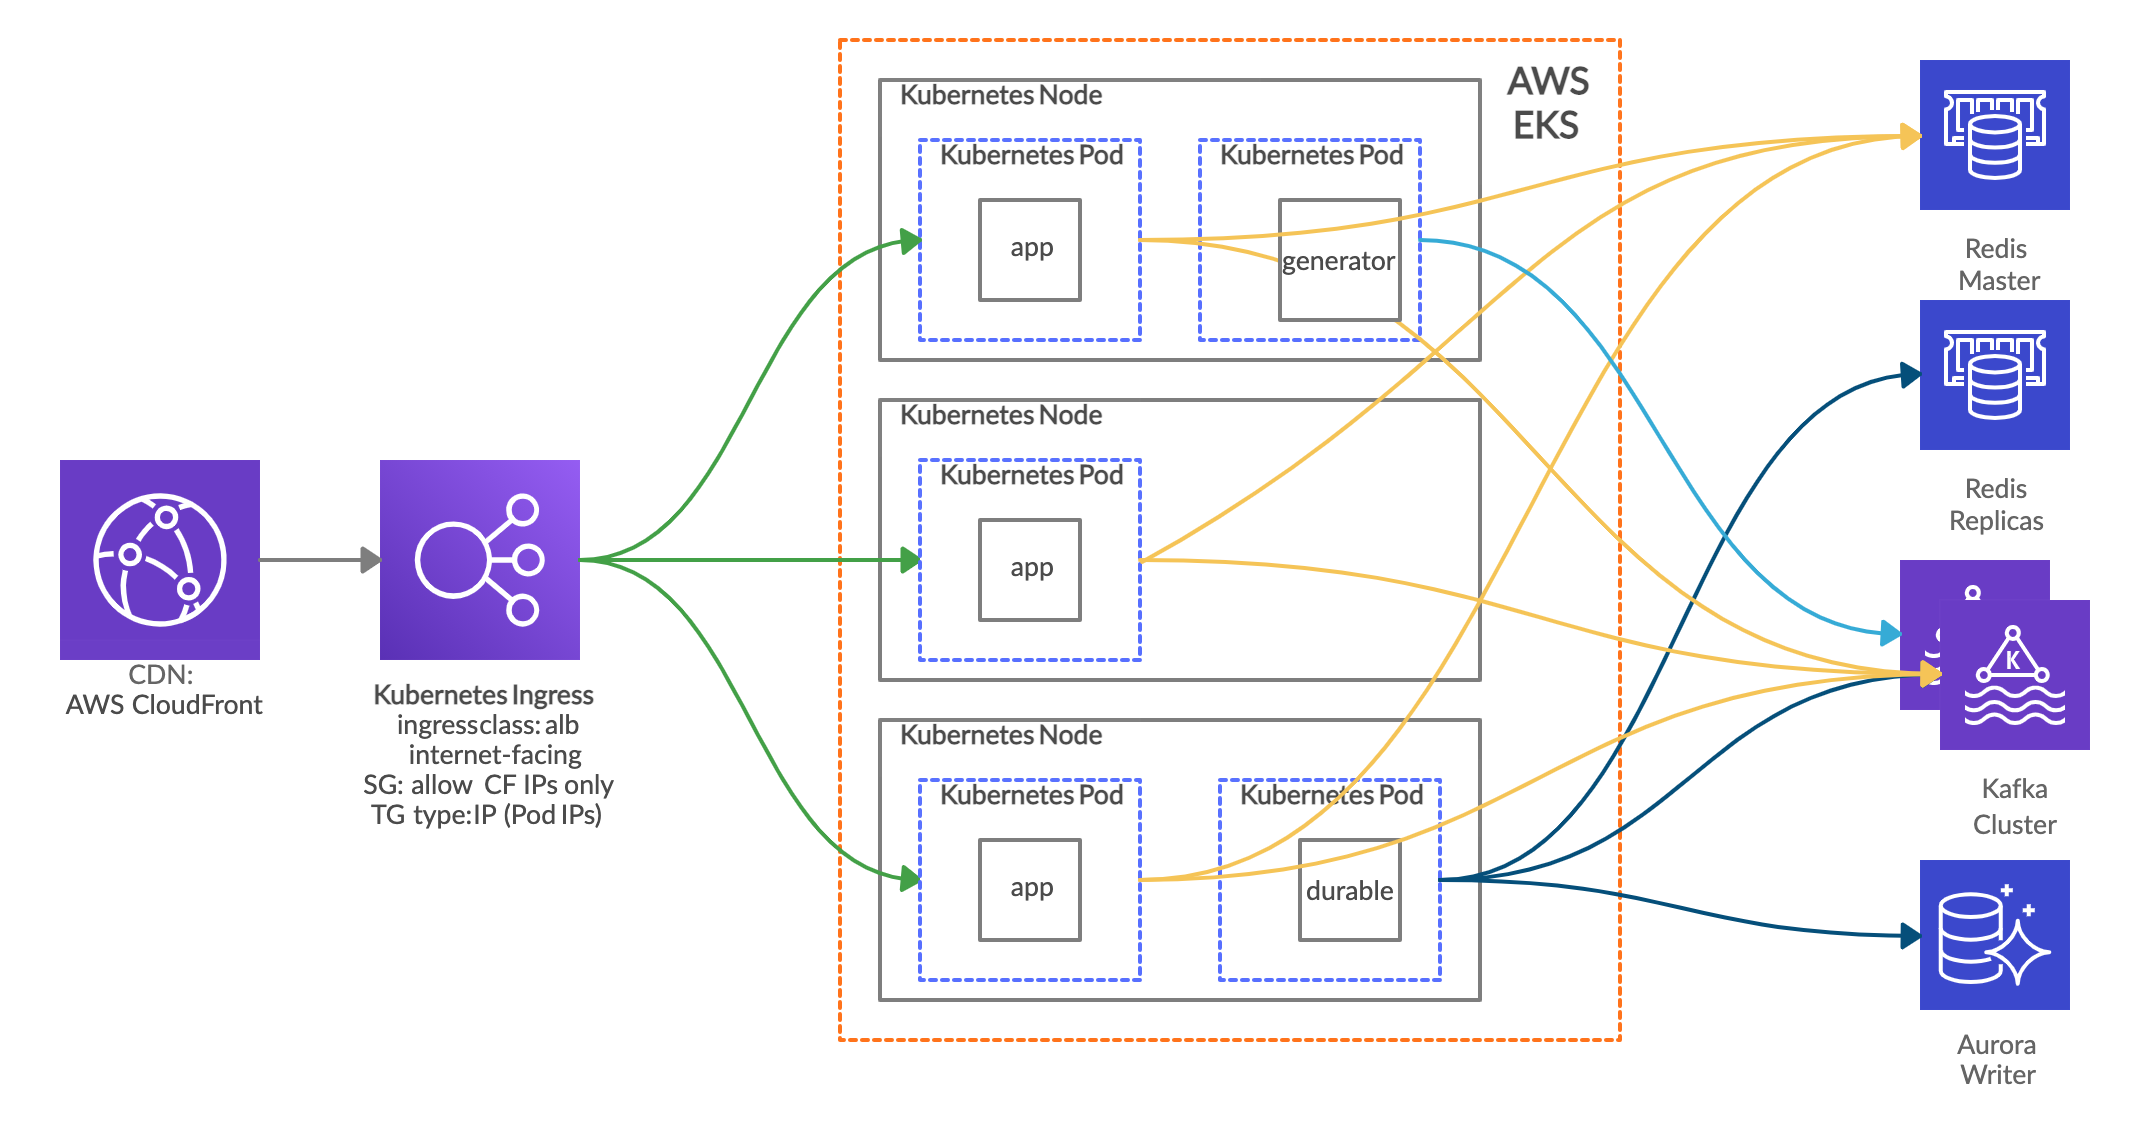 AWS
EKS
Kubernetes Node
Kubernetes Pod
app
Kubernetes Pod
generator
Kubernetes Node
Kubernetes Pod
app
Kubernetes Node
Kubernetes Pod
app
Kubernetes Pod
durable
CDN:
AWS CloudFront
Kubernetes Ingress
ingressclass: alb
internet-facing
SG: allow CF IPs only
TG type:IP (Pod IPs)
Redis
Master
Redis
Replicas
K
Kafka
Cluster
Aurora
Writer